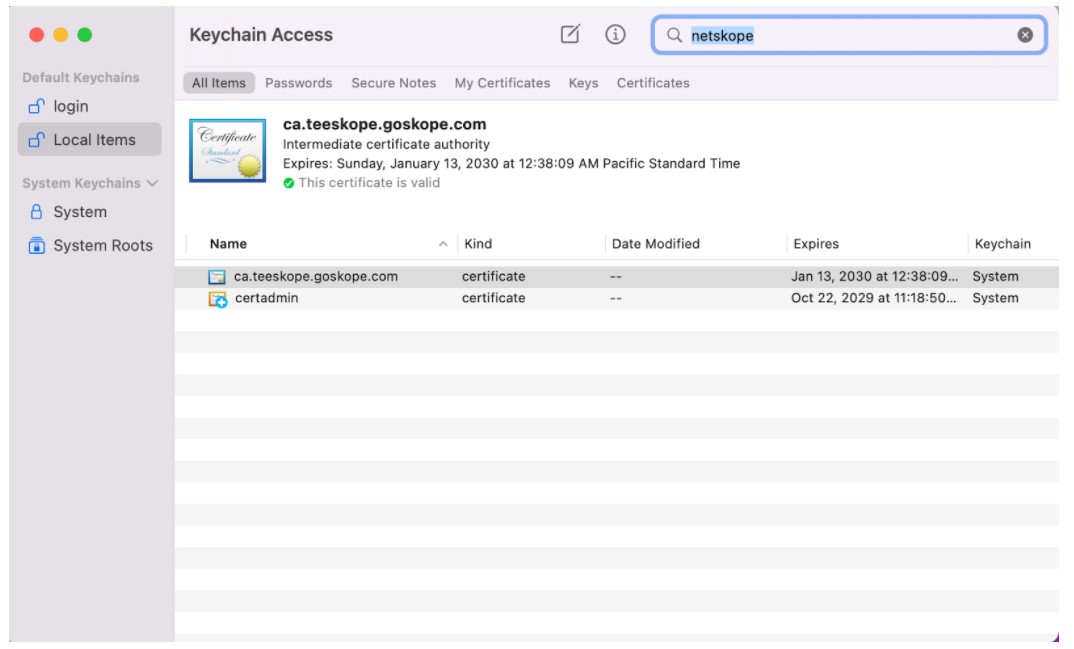 Keychain Access
netskope
Default Keychains
login
Local Items
System Keychains
System
System Roots
All Items Passwords Secure Notes My Certificates Keys Certificates
Certificate
Standard
ca.teeskope.goskope.com
Intermediate certificate authority
Expires: Sunday, January 13, 2030 at 12:38:09 AM Pacific Standard Time
This certificate is valid
Name Kind Date Modified Expires Keychain
ca.teeskope.goskope.com certificate -- Jan 13, 2030 at 12:38:09... System
certadmin certificate -- Oct 22, 2029 at 11:18:50... System